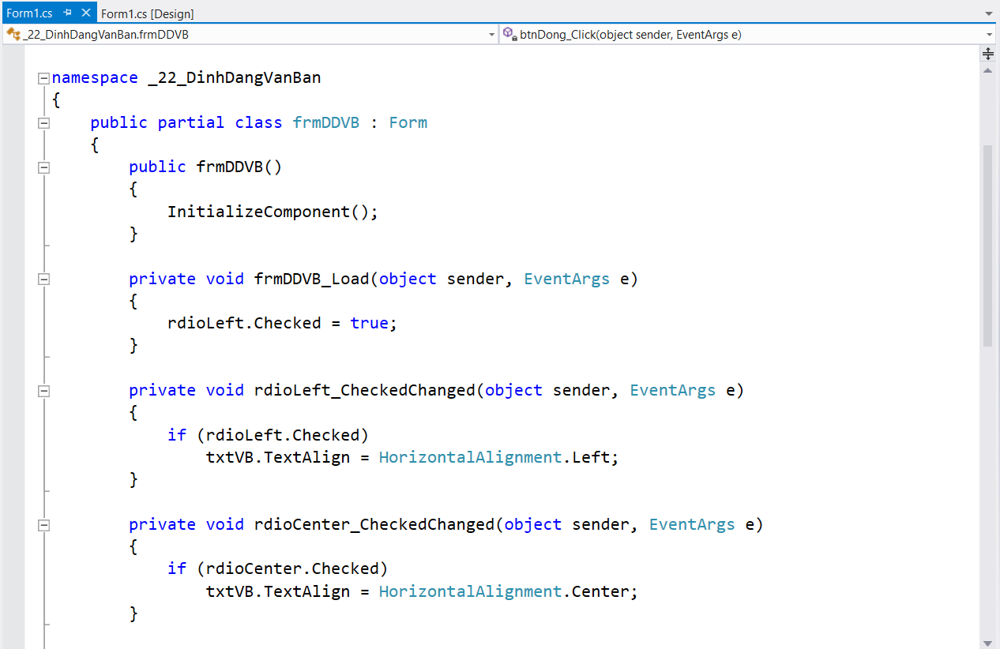 Form1.cs Form1.cs [Design]
_22_DinhDangVanBan.frmDDVB btnDong_Click(object sender, EventArgs e)
namespace _22_DinhDangVanBan
{
    public partial class frmDDVB : Form
    {
        public frmDDVB()
        {
            InitializeComponent();
        }

        private void frmDDVB_Load(object sender, EventArgs e)
        {
            rdioLeft.Checked = true;
        }

        private void rdioLeft_CheckedChanged(object sender, EventArgs e)
        {
            if (rdioLeft.Checked)
                txtVB.TextAlign = HorizontalAlignment.Left;
        }

        private void rdioCenter_CheckedChanged(object sender, EventArgs e)
        {
            if (rdioCenter.Checked)
                txtVB.TextAlign = HorizontalAlignment.Center;
        }